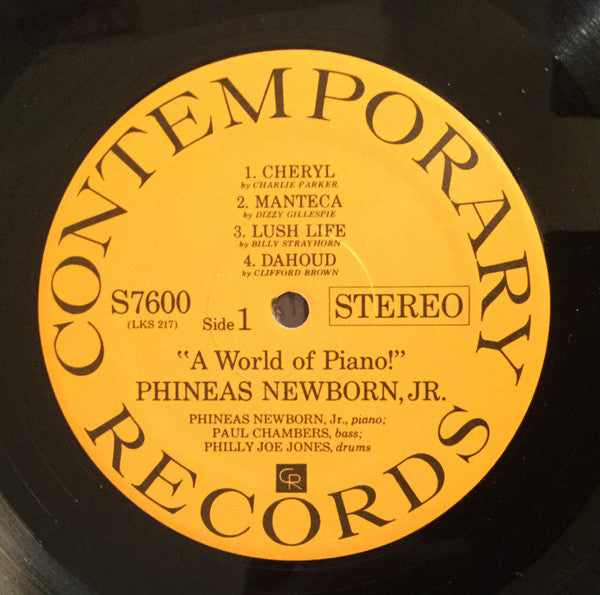 CONTEMPORARY
1. CHERYL
by CHARLIE PARKER,
2. MANTECA
by DIZZY GILLESPIE
3. LUSH LIFE
by BILLY STRAYHORN
4. DAHOUD
by CLIFFORD BROWN
S7600
(LKS 217)
Side 1
STEREO
"A World of Piano!"
PHINEAS NEWBORN, JR.
PHINEAS NEWBORN, Jr., piano;
PAUL CHAMBERS, bass;
PHILLY JOE JONES, drums
CR
RECORDS